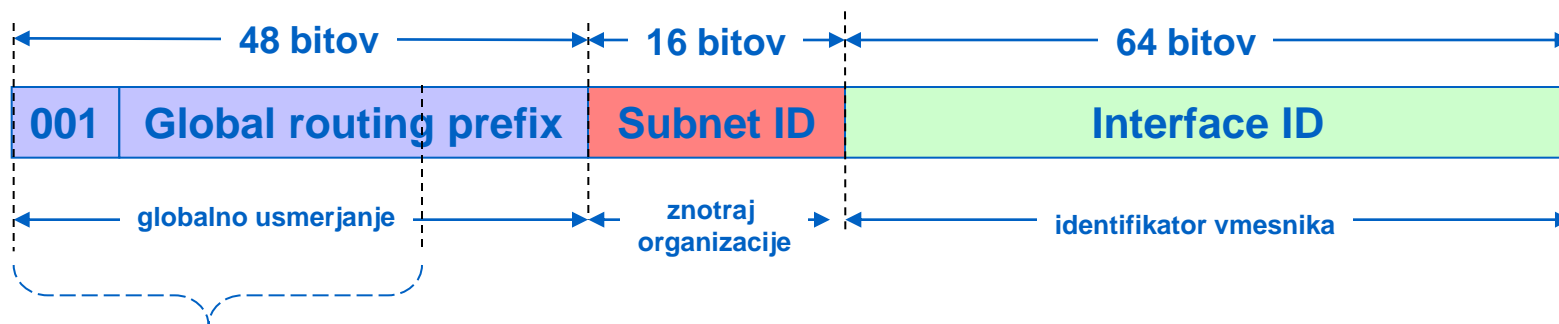 48 bitov 16 bitov 64 bitov
001 Global routing prefix Subnet ID Interface ID
globalno usmerjanje znotraj organizacije identifikator vmesnika